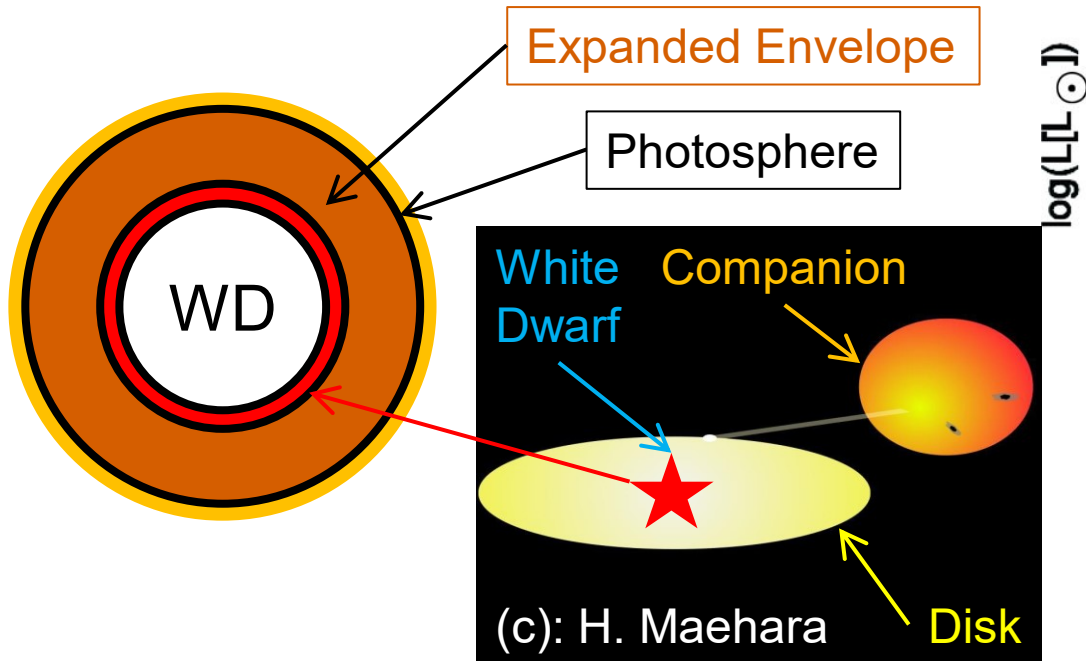 Expanded Envelope
log(L[L☉])
Photosphere
WD
White
Dwarf
Companion
(c): H. Maehara
Disk